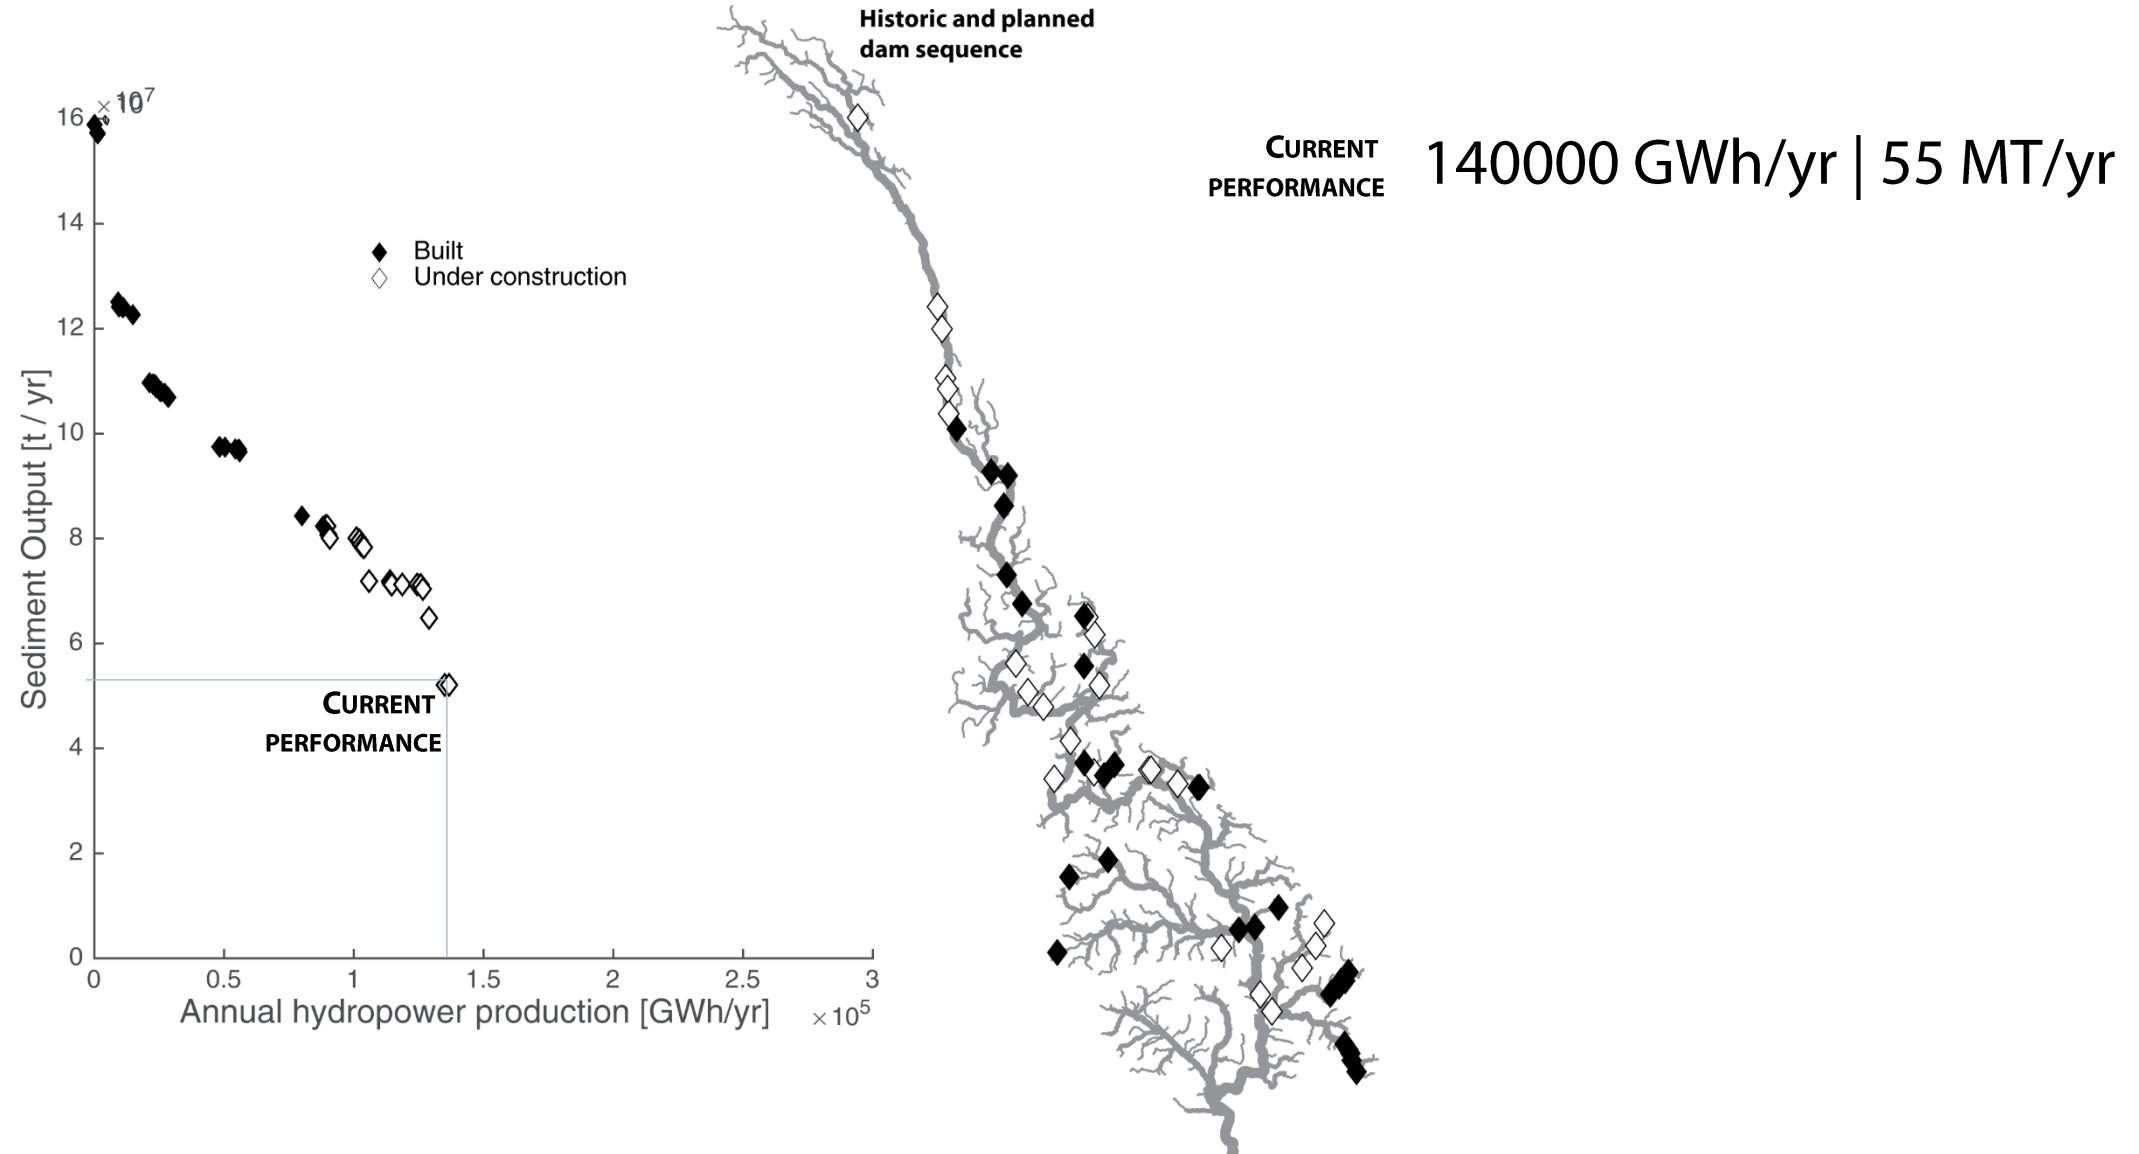 Historic and planned
dam sequence
× 10⁷
16
14
12
10
8
6
4
2
0
Sediment Output [t / yr]
Built
Under construction
CURRENT
PERFORMANCE
140000 GWh/yr | 55 MT/yr
CURRENT
PERFORMANCE
0 0.5 1 1.5 2 2.5 3
Annual hydropower production [GWh/yr]
× 10⁵